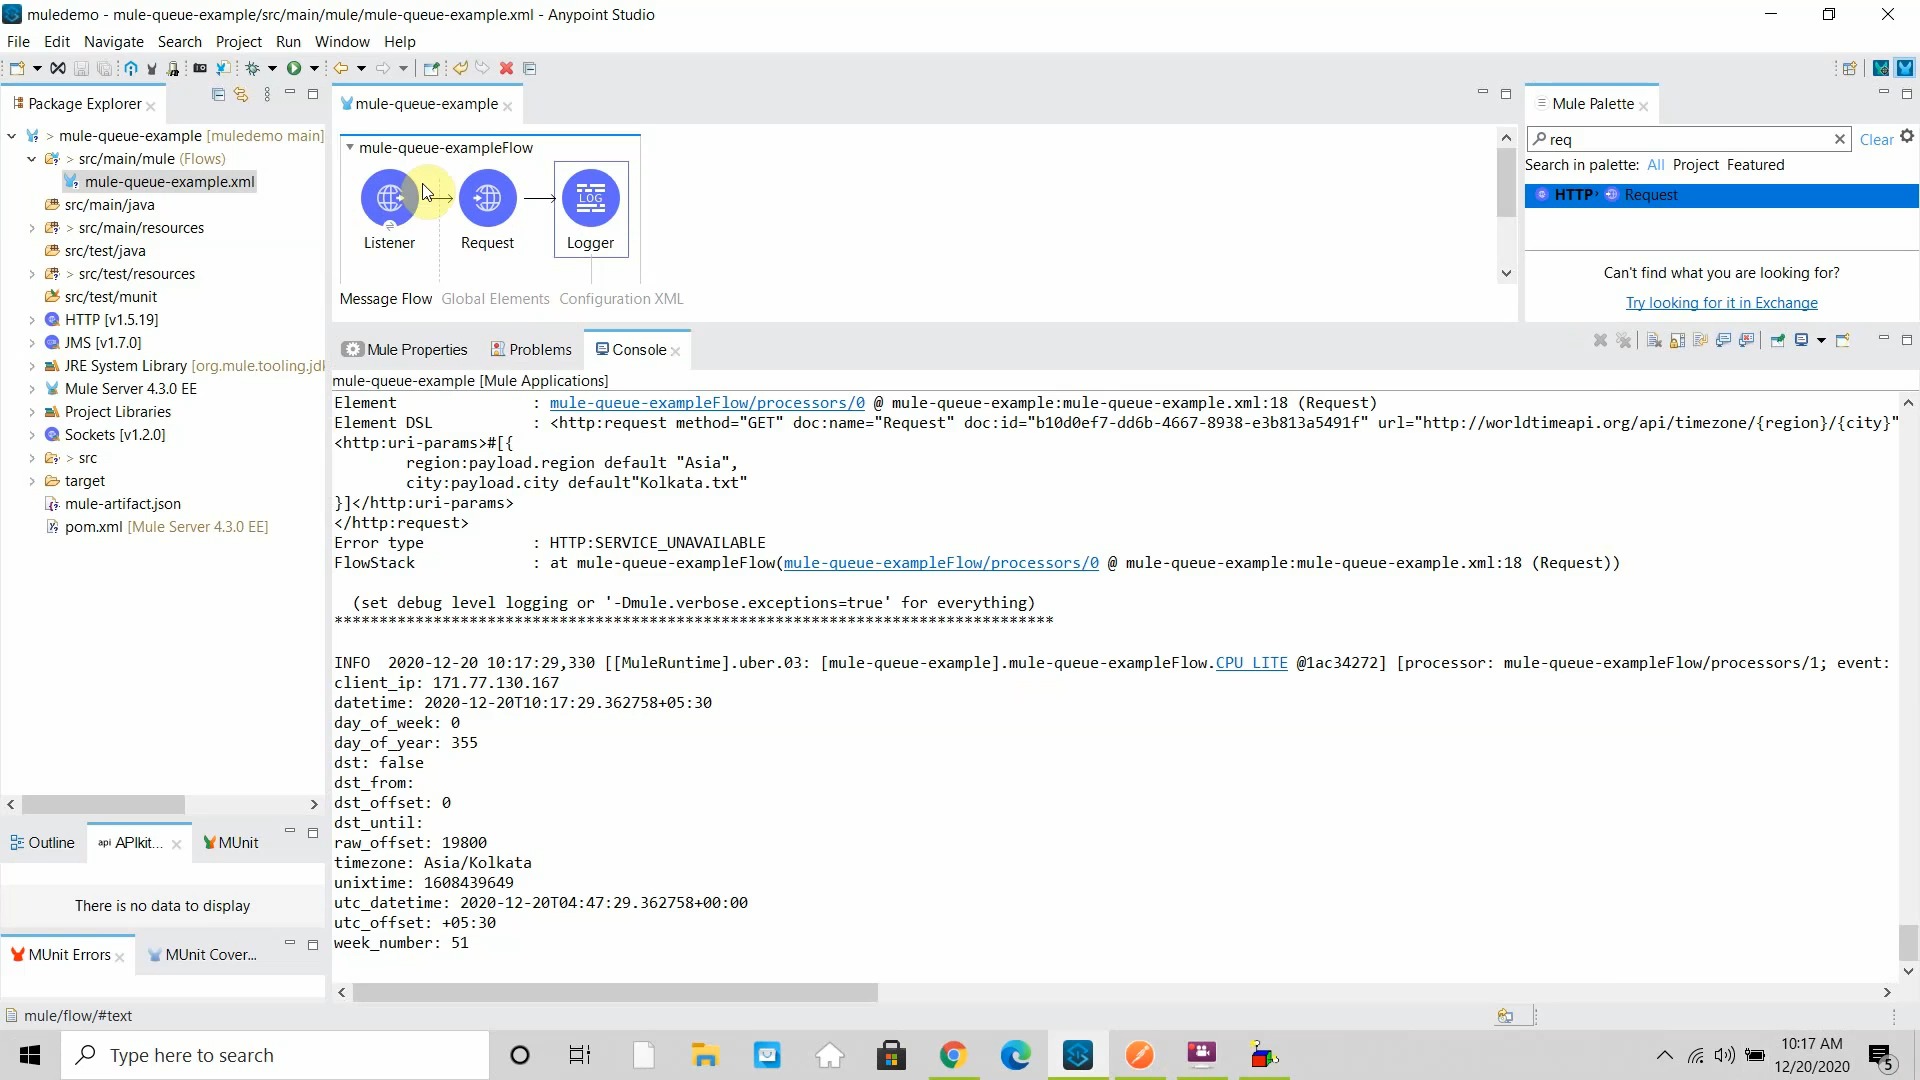 muledemo - mule-queue-example/src/main/mule/mule-queue-example.xml - Anypoint Studio
File Edit Navigate Search Project Run Window Help
Package Explorer
mule-queue-example [muledemo main]
> src/main/mule (Flows)
mule-queue-example.xml
src/main/java
> src/main/resources
src/test/java
> src/test/resources
src/test/munit
HTTP [v1.5.19]
JMS [v1.7.0]
JRE System Library [org.mule.tooling.jdk
Mule Server 4.3.0 EE
Project Libraries
Sockets [v1.2.0]
> src
target
mule-artifact.json
pom.xml [Mule Server 4.3.0 EE]
Outline
api APIkit...
MUnit
There is no data to display
MUnit Errors
MUnit Cover...
mule/flow/#text
mule-queue-example
mule-queue-exampleFlow
LOG
Listener
Request
Logger
Message Flow Global Elements Configuration XML
Mule Palette
req
Clear
Search in palette: All Project Featured
HTTP Request
Can't find what you are looking for?
Try looking for it in Exchange
Mule Properties
Problems
Console
mule-queue-example [Mule Applications]
Element : mule-queue-exampleFlow/processors/0 @ mule-queue-example:mule-queue-example.xml:18 (Request)
Element DSL : <http:request method="GET" doc:name="Request" doc:id="b10d0ef7-dd6b-4667-8938-e3b813a5491f" url="http://worldtimeapi.org/api/timezone/{region}/{city}"
<http:uri-params>#[{
region:payload.region default "Asia",
city:payload.city default"Kolkata.txt"
}]</http:uri-params>
</http:request>
Error type : HTTP:SERVICE_UNAVAILABLE
FlowStack : at mule-queue-exampleFlow(mule-queue-exampleFlow/processors/0 @ mule-queue-example:mule-queue-example.xml:18 (Request))
(set debug level logging or '-Dmule.verbose.exceptions=true' for everything)
********************************************************************************
INFO 2020-12-20 10:17:29,330 [[MuleRuntime].uber.03: [mule-queue-example].mule-queue-exampleFlow.CPU_LITE @1ac34272] [processor: mule-queue-exampleFlow/processors/1; event:
client_ip: 171.77.130.167
datetime: 2020-12-20T10:17:29.362758+05:30
day_of_week: 0
day_of_year: 355
dst: false
dst_from:
dst_offset: 0
dst_until:
raw_offset: 19800
timezone: Asia/Kolkata
unixtime: 1608439649
utc_datetime: 2020-12-20T04:47:29.362758+00:00
utc_offset: +05:30
week_number: 51
Type here to search
10:17 AM
12/20/2020
5